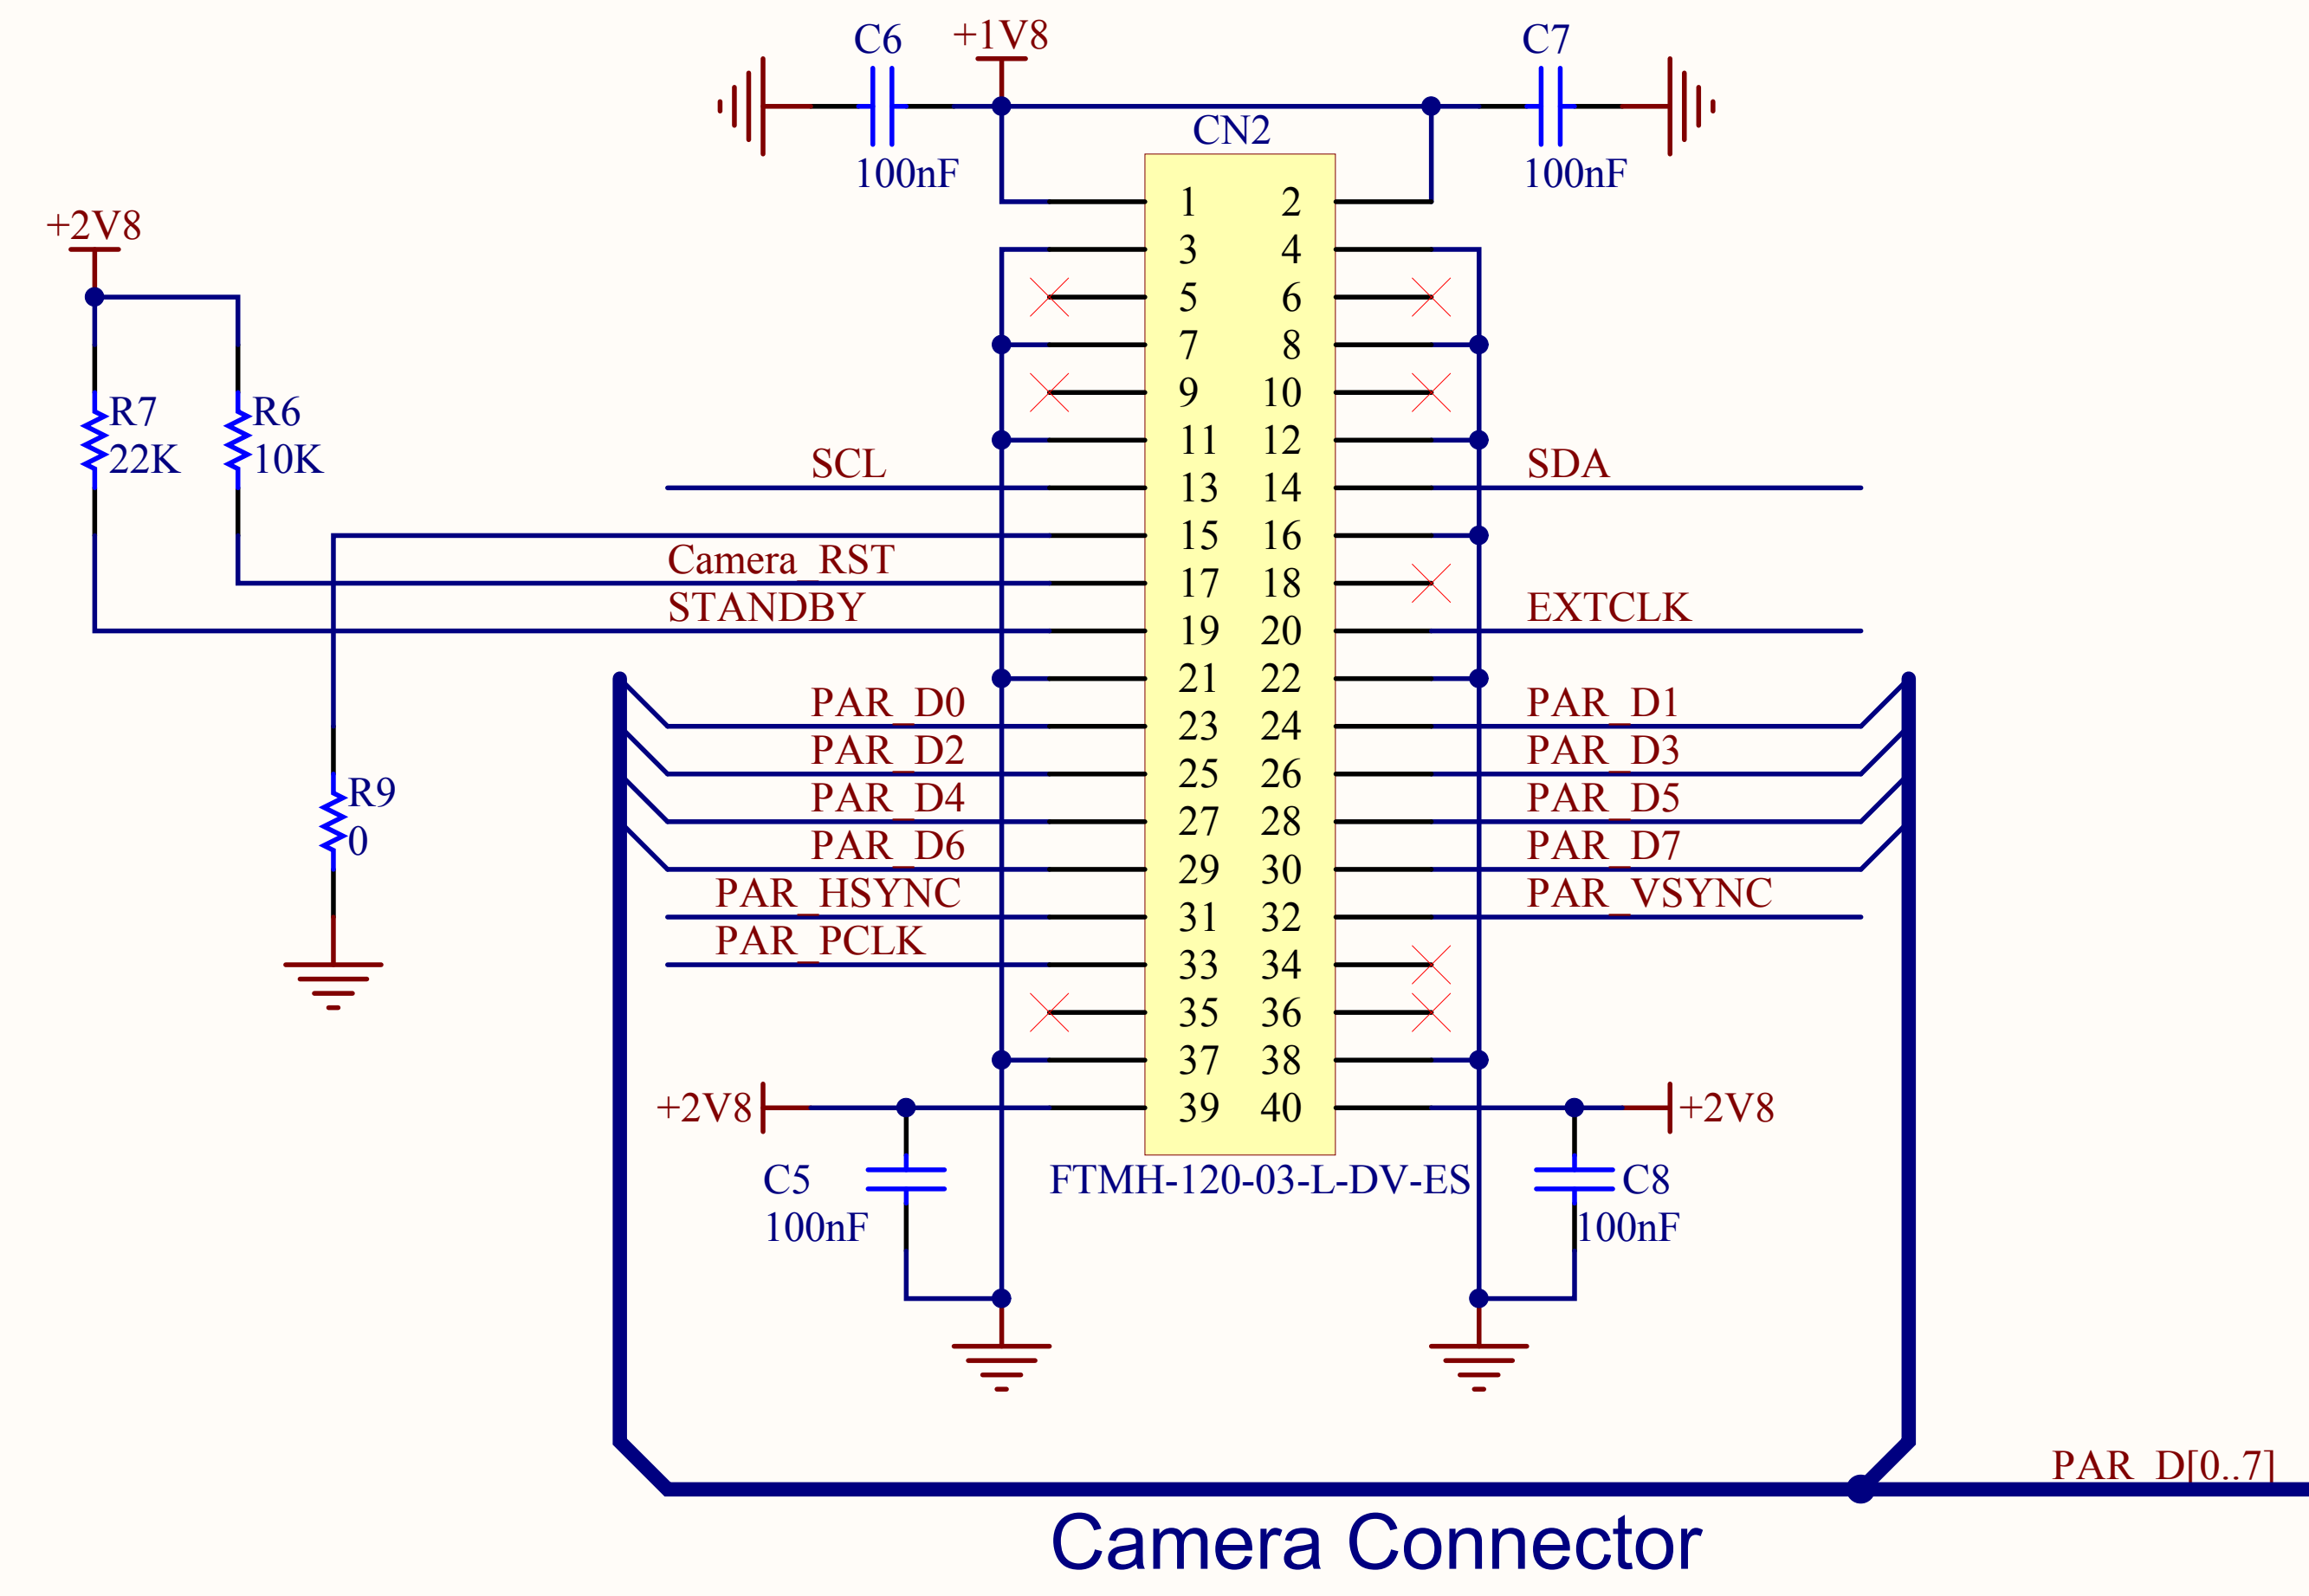 C6
+1V8
C7
CN2
100nF
100nF
+2V8
1 2
3 4
5 6
7 8
9 10
R7
R6
22K
10K
11 12
SCL
SDA
13 14
15 16
Camera_RST
17 18
STANDBY
EXTCLK
19 20
21 22
PAR_D0
PAR_D1
23 24
PAR_D2
PAR_D3
25 26
R9
0
PAR_D4
PAR_D5
27 28
PAR_D6
PAR_D7
29 30
PAR_HSYNC
PAR_VSYNC
31 32
PAR_PCLK
33 34
35 36
37 38
+2V8
39 40
+2V8
C5
100nF
FTMH-120-03-L-DV-ES
C8
100nF
PAR_D[0..7]
Camera Connector